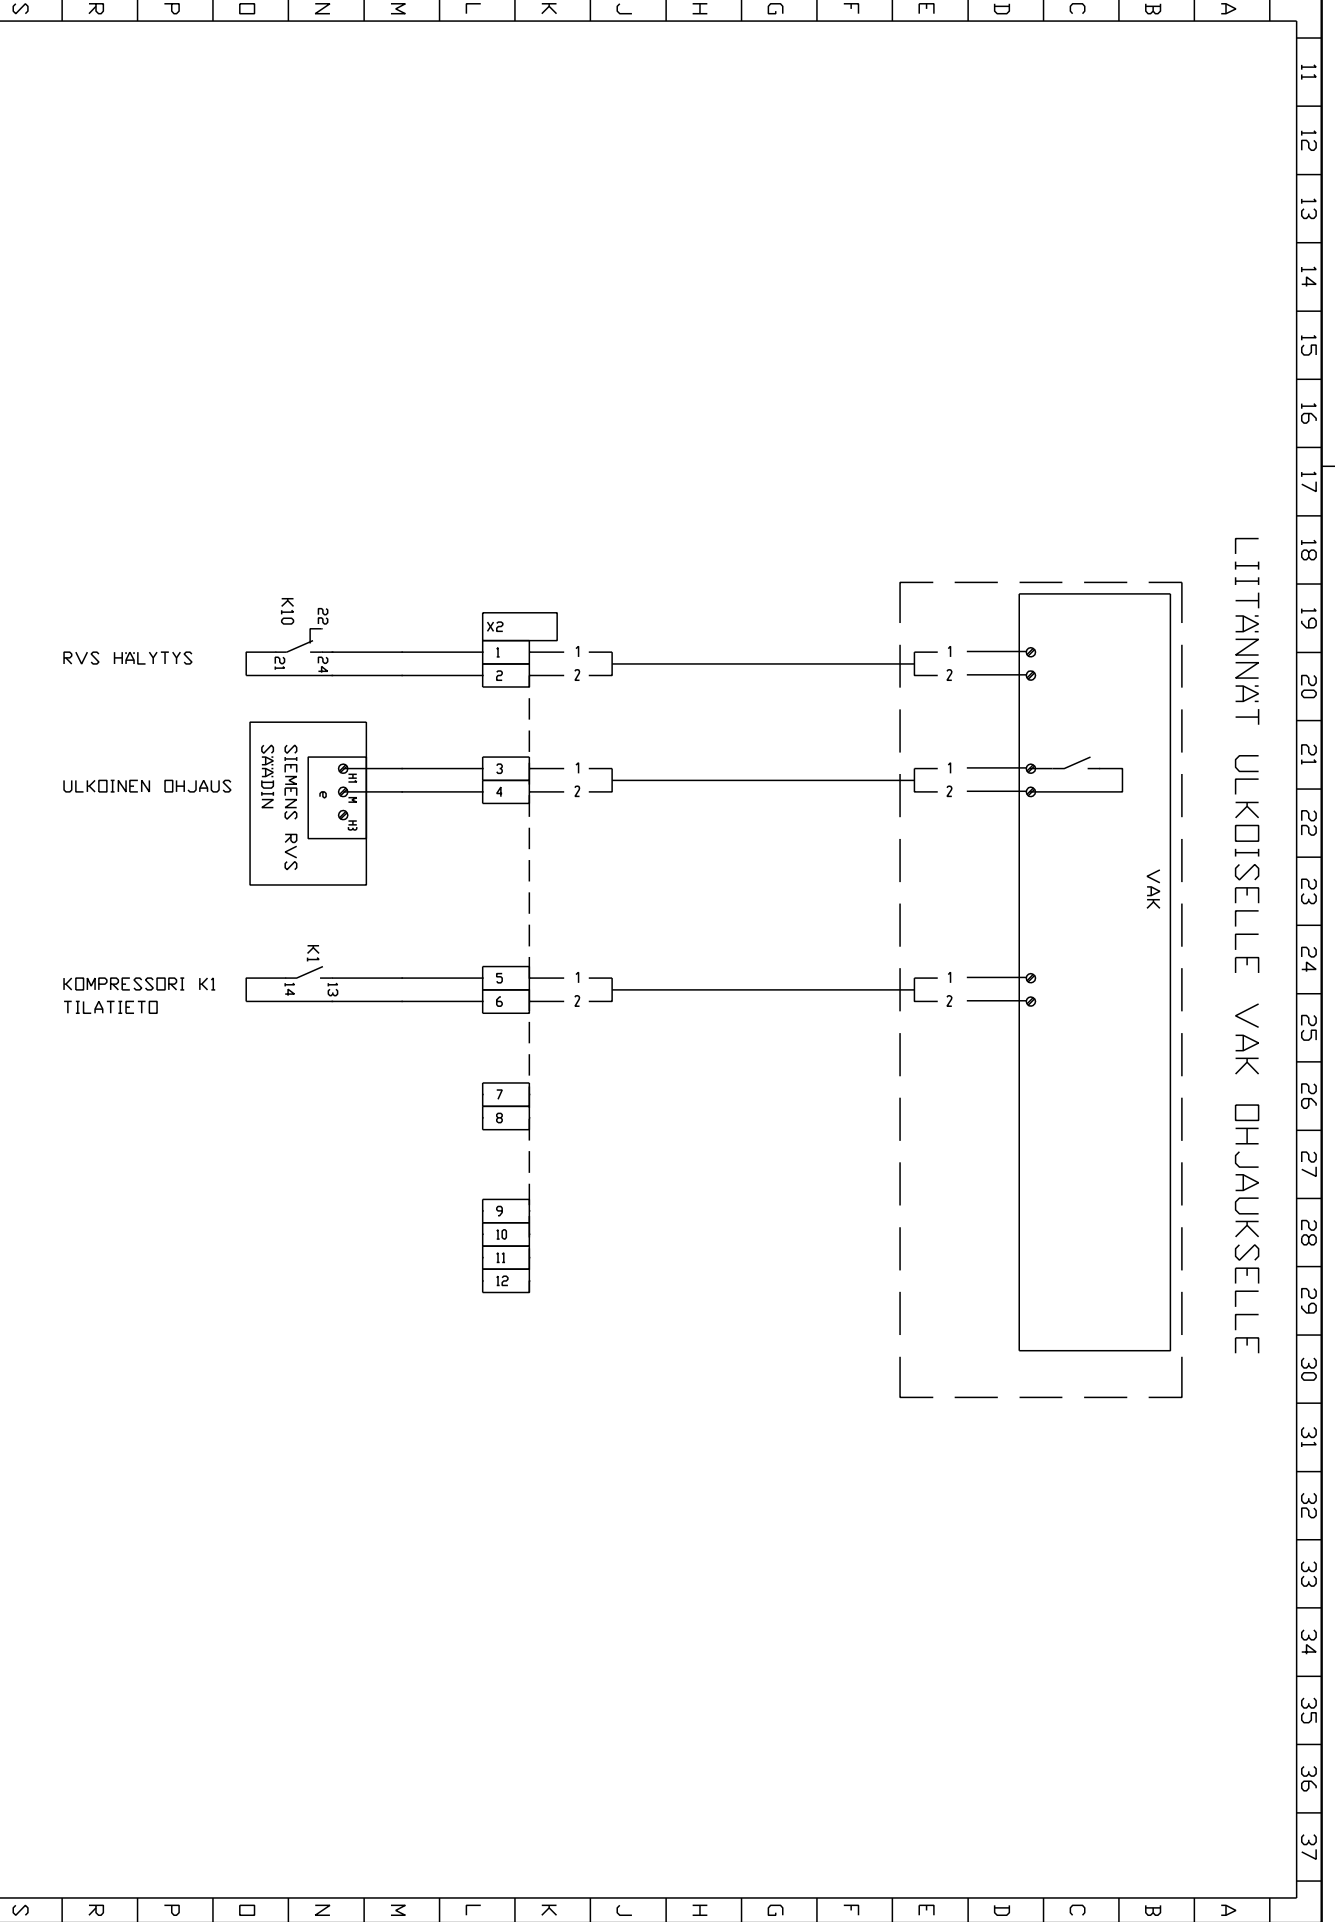 S R P O N M L K J H G F E D C B A
11
12
13
14
15
16
17
18
19
20
21
22
23
24
25
26
27
28
29
30
31
32
33
34
35
36
37
LIITÄNNÄT ULKOISELLE VAK OHJAUKSELLE
VAK
K10
22
21
24
X2
RVS HÄLYTYS
1 1 1
2 2 2
ULKOINEN OHJAUS
SIEMENS RVS
SÄÄDIN
H1
M
H3
e
3 1 1
4 2 2
KOMPRESSORI K1
TILATIETO
K1
14
13
5 1 1
6 2 2
7
8
9
10
11
12
S R P O N M L K J H G F E D C B A